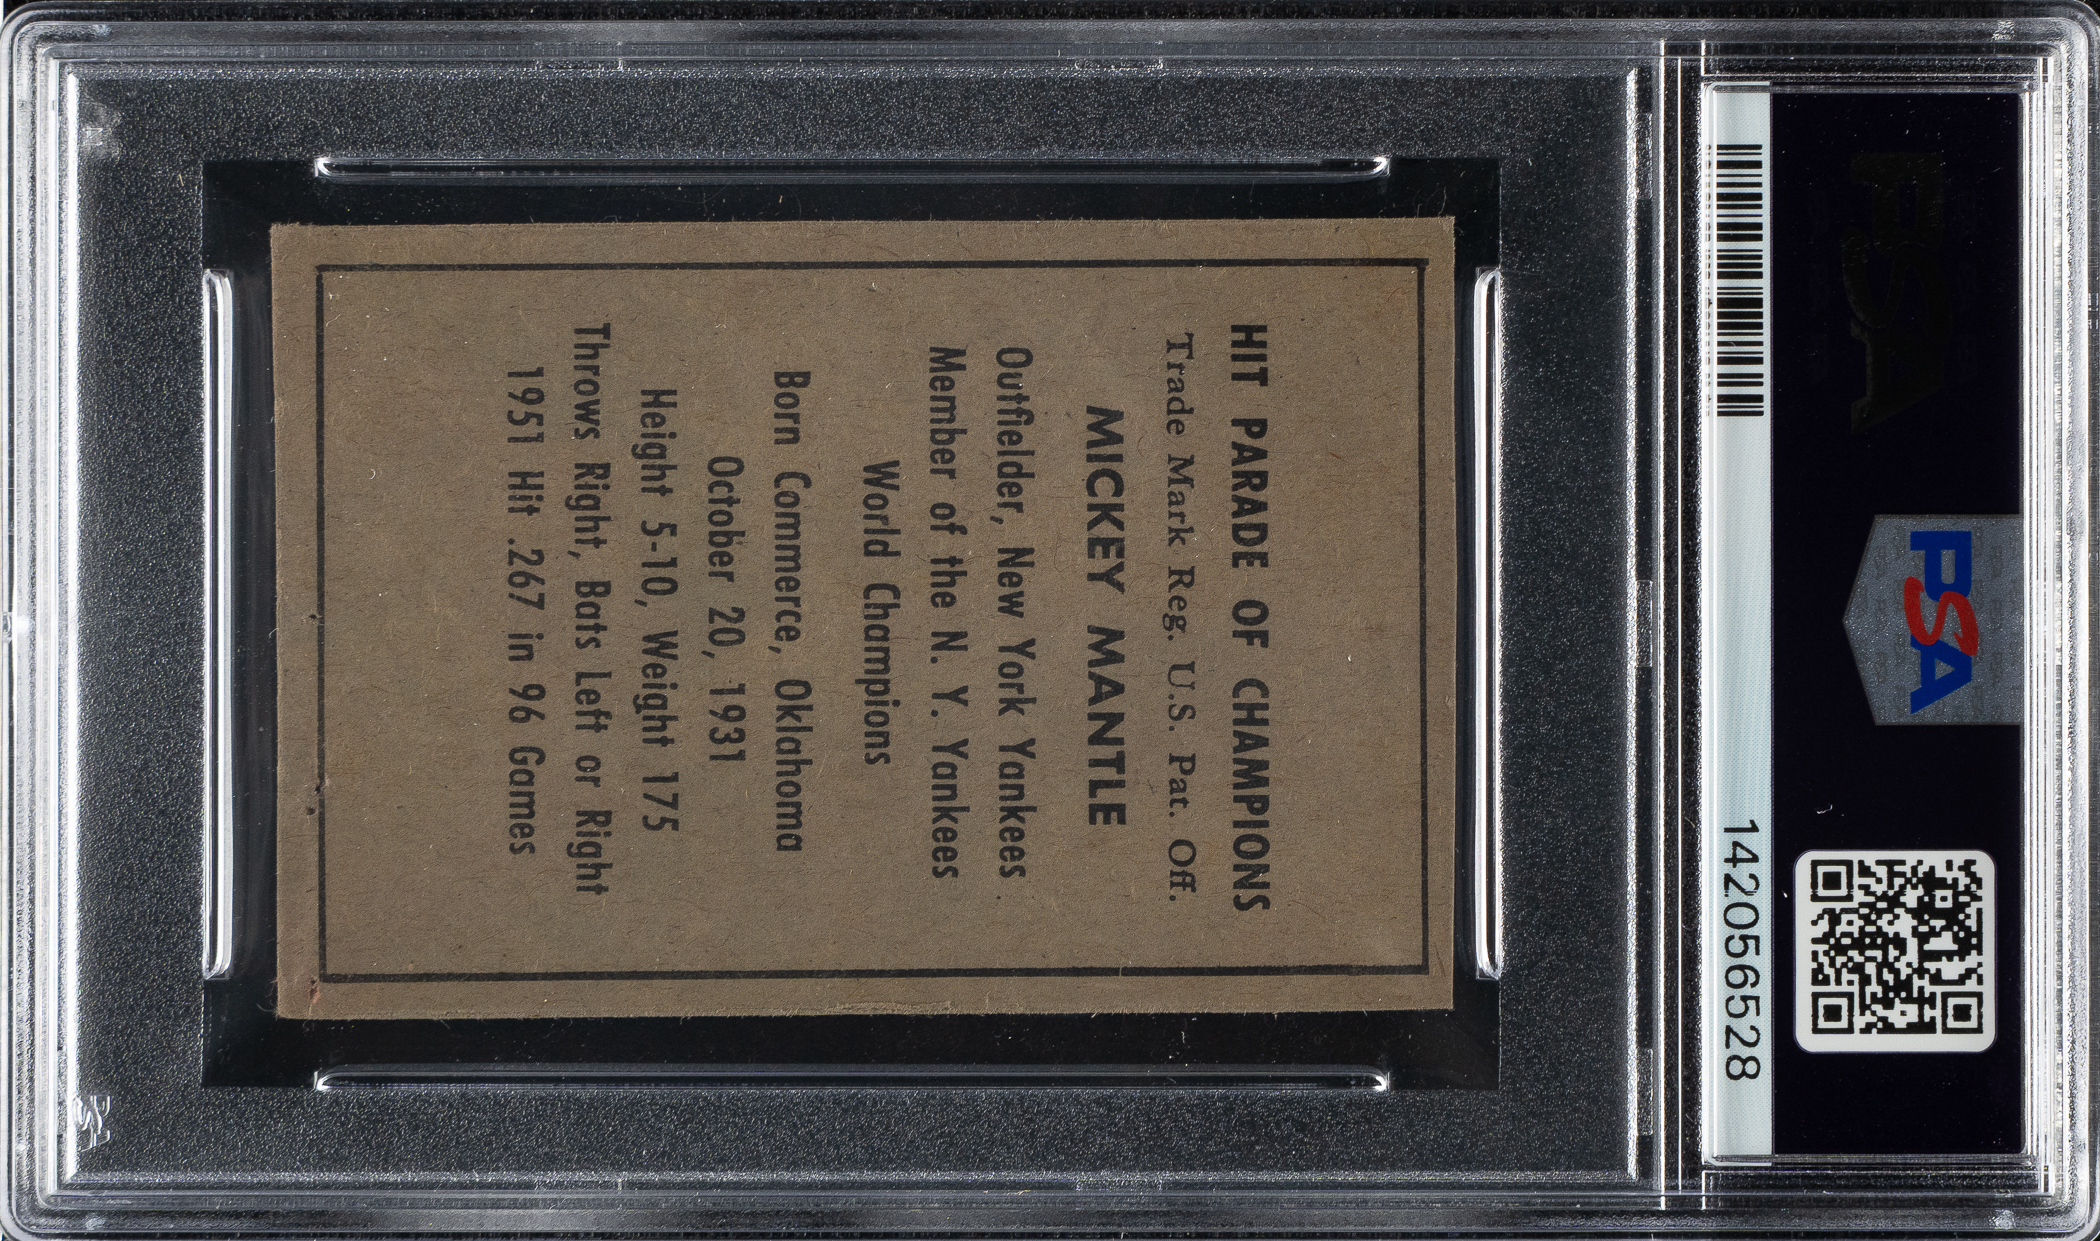 HIT PARADE OF CHAMPIONS
Trade Mark Reg. U.S. Pat. Off.
MICKEY MANTLE
Outfielder, New York Yankees
Member of the N. Y. Yankees
World Champions
Born Commerce, Oklahoma
October 20, 1931
Height 5-10, Weight 175
Throws Right, Bats Left or Right
1951 Hit .267 in 96 Games
PSA
PSA
142056528